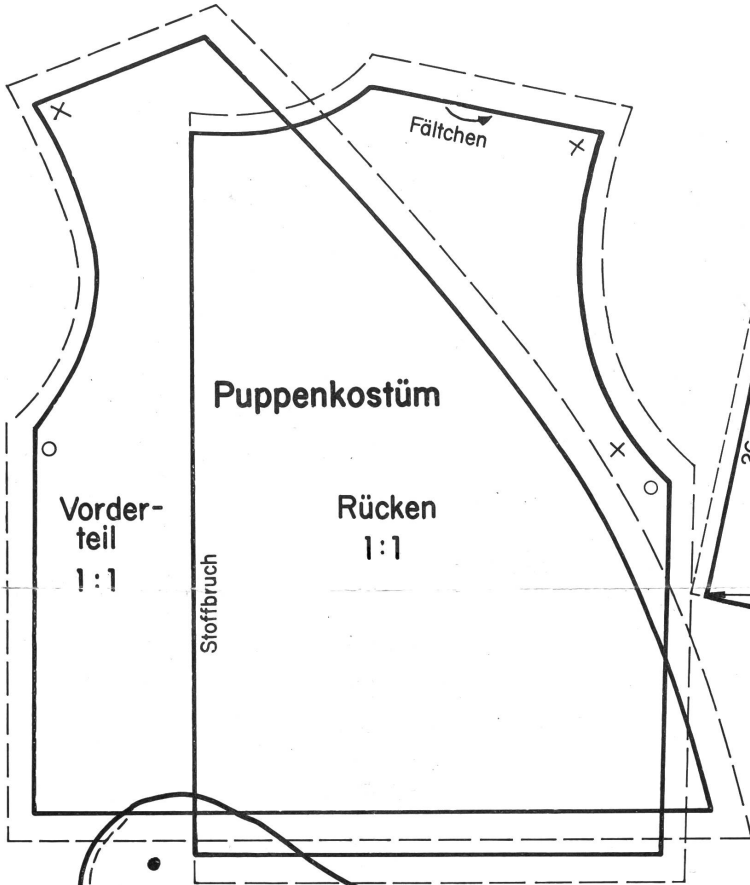 Fältchen
Puppenkostüm
Vorder-
teil
1:1
Rücken
1:1
Stoffbruch